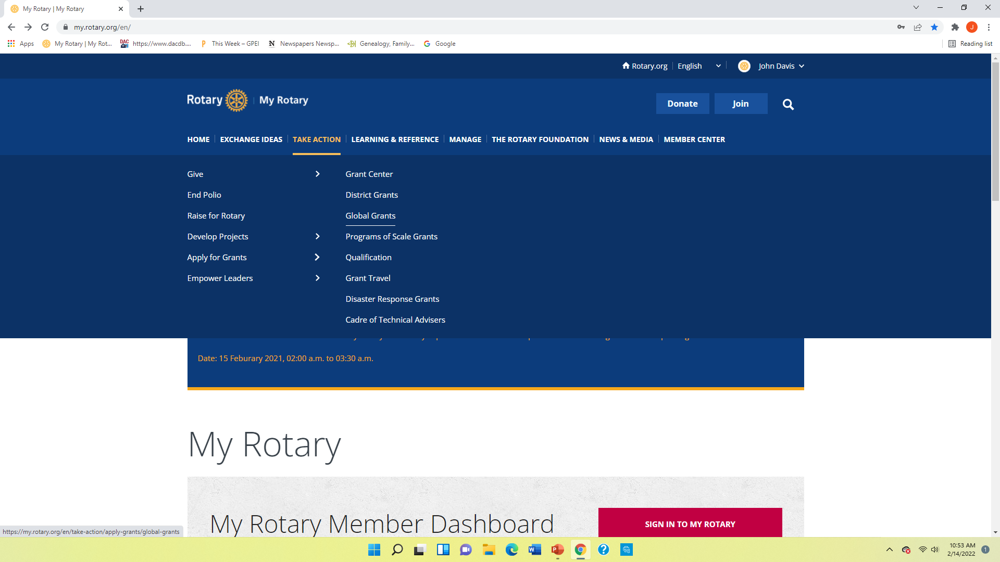 My Rotary | My Rotary
my.rotary.org/en/
Apps My Rotary | My Rot... DAC https://www.dacdb.... P This Week – GPEI N Newspapers Newsp... Genealogy, Family... Google Reading list
Rotary.org English John Davis
Rotary My Rotary Donate Join
HOME EXCHANGE IDEAS TAKE ACTION LEARNING & REFERENCE MANAGE THE ROTARY FOUNDATION NEWS & MEDIA MEMBER CENTER
Give
End Polio
Raise for Rotary
Develop Projects
Apply for Grants
Empower Leaders
Grant Center
District Grants
Global Grants
Programs of Scale Grants
Qualification
Grant Travel
Disaster Response Grants
Cadre of Technical Advisers
Date: 15 Feburary 2021, 02:00 a.m. to 03:30 a.m.
My Rotary
My Rotary Member Dashboard
SIGN IN TO MY ROTARY
https://my.rotary.org/en/take-action/apply-grants/global-grants
10:53 AM
2/14/2022
1